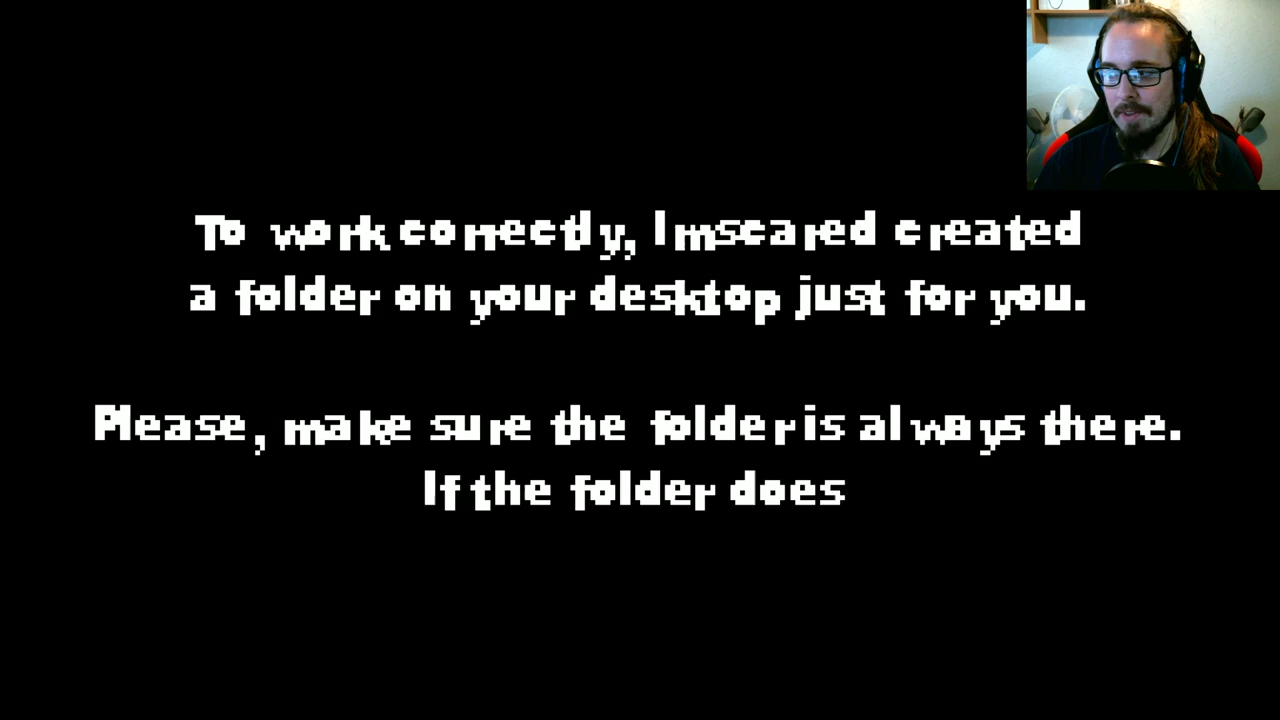 To work correctly, Imscared created
a folder on your desktop just for you.
Please, make sure the folder is always there.
If the folder does